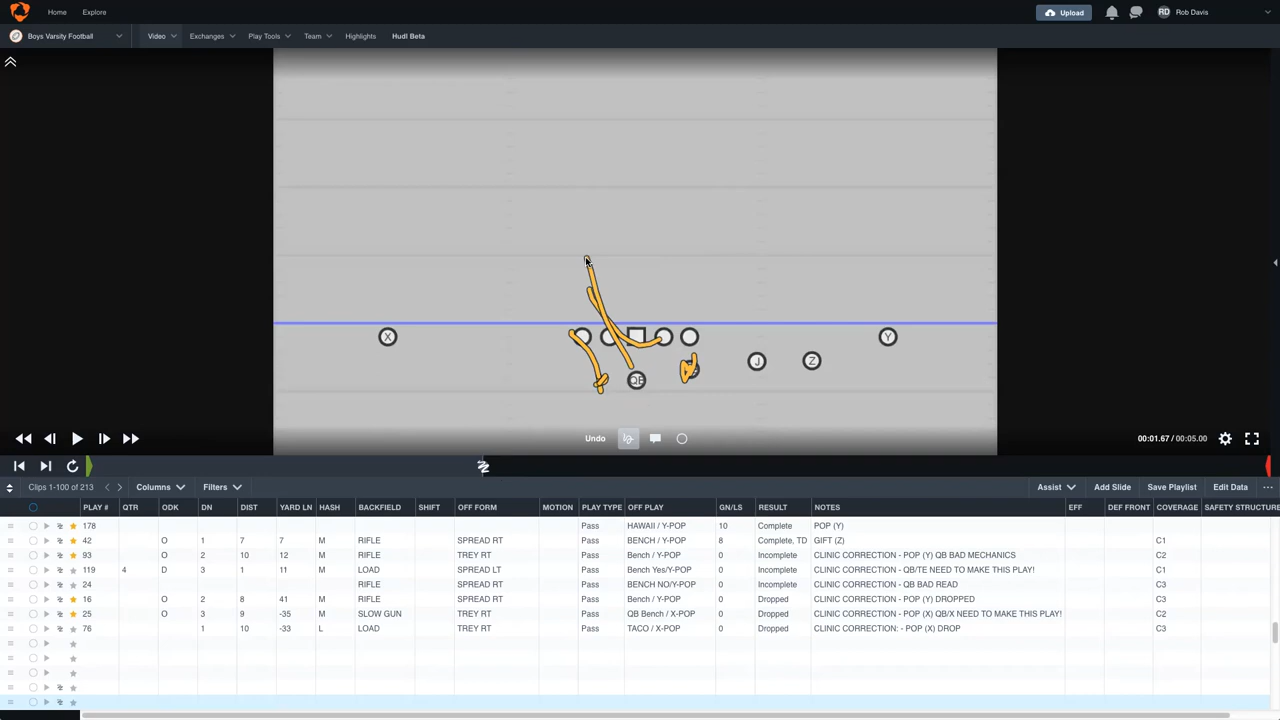 Home Explore Upload RD Rob Davis
Boys Varsity Football Video Exchanges Play Tools Team Highlights Hudl Beta
X J Z Y
QB
Undo 00:01.67 / 00:05.00
Clips 1-100 of 213 Columns Filters Assist Add Slide Save Playlist Edit Data
PLAY # QTR ODK DN DIST YARD LN HASH BACKFIELD SHIFT OFF FORM MOTION PLAY TYPE OFF PLAY GN/LS RESULT NOTES EFF DEF FRONT COVERAGE SAFETY STRUCTURE
178 Pass HAWAII / Y-POP 10 Complete POP (Y)
42 O 1 7 7 M RIFLE SPREAD RT Pass BENCH / Y-POP 8 Complete, TD GIFT (Z) C1
93 O 2 10 12 M RIFLE TREY RT Pass Bench / Y-POP 0 Incomplete CLINIC CORRECTION - POP (Y) QB BAD MECHANICS C2
119 4 D 3 1 11 M LOAD SPREAD LT Pass Bench Yes/Y-POP 0 Incomplete CLINIC CORRECTION - QB/TE NEED TO MAKE THIS PLAY! C1
24 RIFLE SPREAD RT Pass BENCH NO/Y-POP 0 Incomplete CLINIC CORRECTION - QB BAD READ C3
16 O 2 8 41 M RIFLE SPREAD RT Pass Bench / Y-POP 0 Dropped CLINIC CORRECTION - POP (Y) DROPPED C3
25 O 3 9 -35 M SLOW GUN TREY RT Pass QB Bench / X-POP 0 Dropped CLINIC CORRECTION - POP (X) QB/X NEED TO MAKE THIS PLAY! C2
76 1 10 -33 L LOAD TREY RT Pass TACO / X-POP 0 Dropped CLINIC CORRECTION: - POP (X) DROP C3